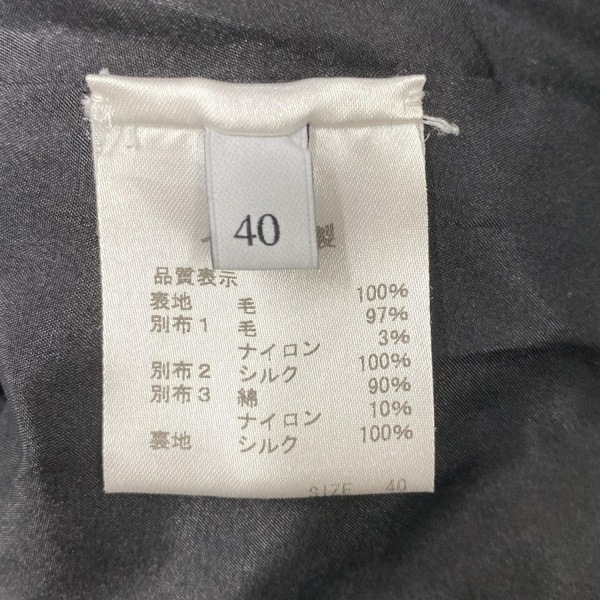 40
製
品質表示
表地 毛 100%
別布1 毛 97%
ナイロン 3%
別布2 シルク 100%
別布3 綿 90%
ナイロン 10%
裏地 シルク 100%
SIZE 40